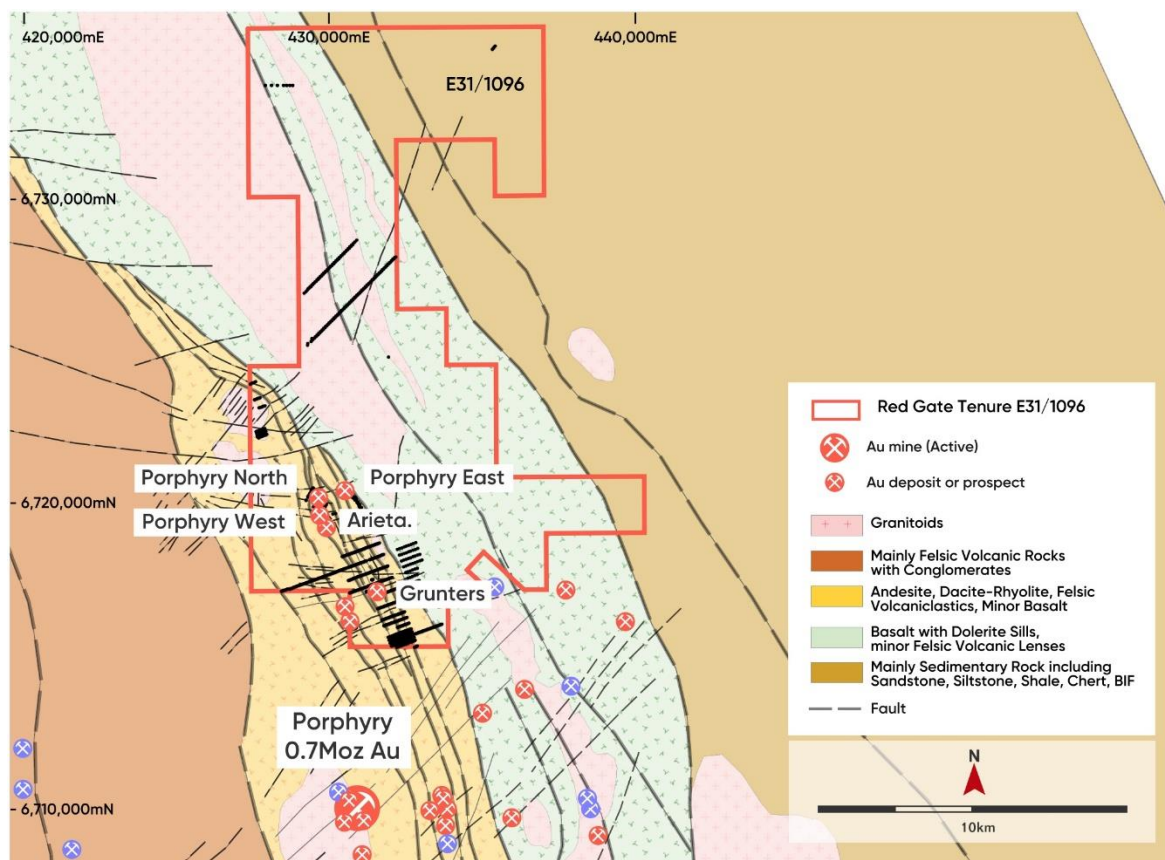 420,000mE
430,000mE
440,000mE
E31/1096
6,730,000mN
Porphyry North
Porphyry East
6,720,000mN
Porphyry West
Arieta.
Grunters
Porphyry
0.7Moz Au
6,710,000mN
Red Gate Tenure E31/1096
Au mine (Active)
Au deposit or prospect
Granitoids
Mainly Felsic Volcanic Rocks
with Conglomerates
Andesite, Dacite-Rhyolite, Felsic
Volcaniclastics, Minor Basalt
Basalt with Dolerite Sills,
minor Felsic Volcanic Lenses
Mainly Sedimentary Rock including
Sandstone, Siltstone, Shale, Chert, BIF
Fault
N
10km